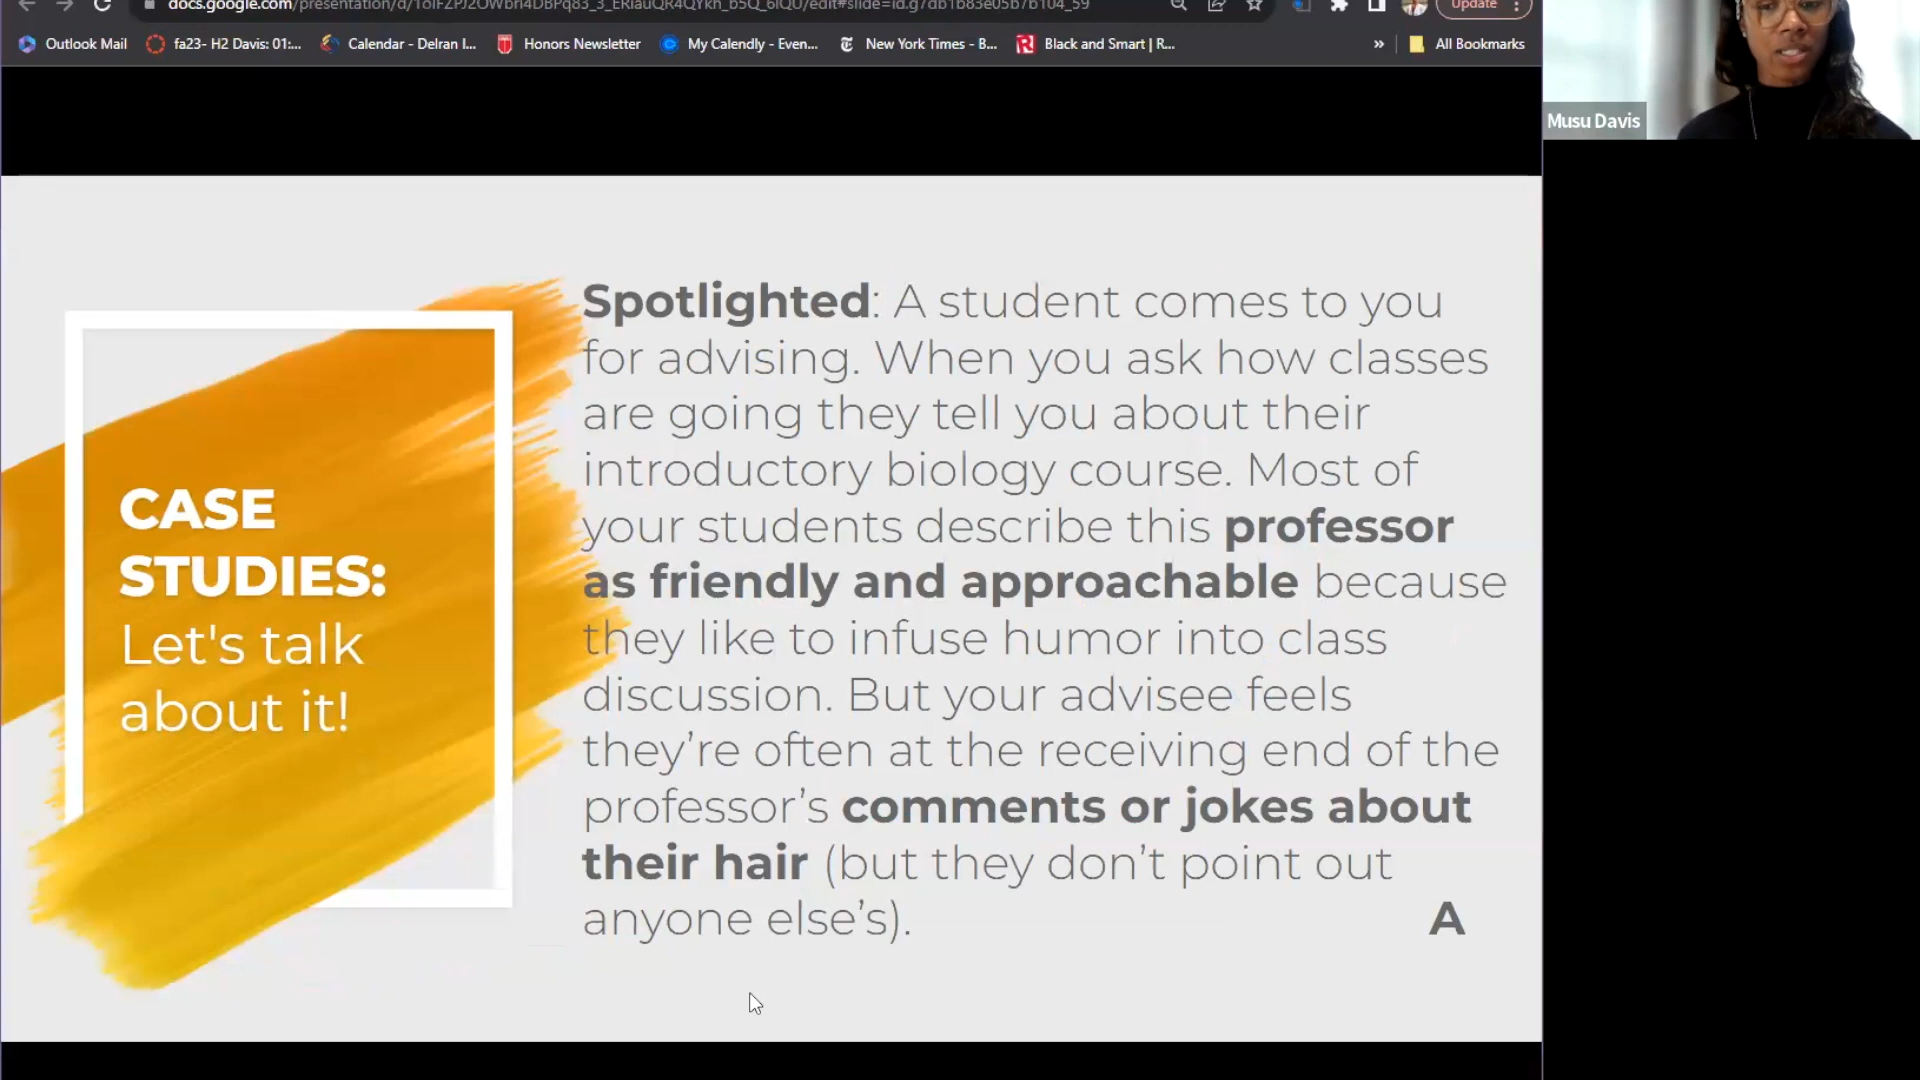 docs.google.com/presentation/d/
Update
Outlook Mail
fa23- H2 Davis: 01:...
Calendar - Delran I...
Honors Newsletter
My Calendly - Even...
New York Times - B...
Black and Smart | R...
»
All Bookmarks
Musu Davis
CASE
STUDIES:
Let's talk
about it!
Spotlighted: A student comes to you
for advising. When you ask how classes
are going they tell you about their
introductory biology course. Most of
your students describe this professor
as friendly and approachable because
they like to infuse humor into class
discussion. But your advisee feels
they’re often at the receiving end of the
professor’s comments or jokes about
their hair (but they don’t point out
anyone else’s).
A